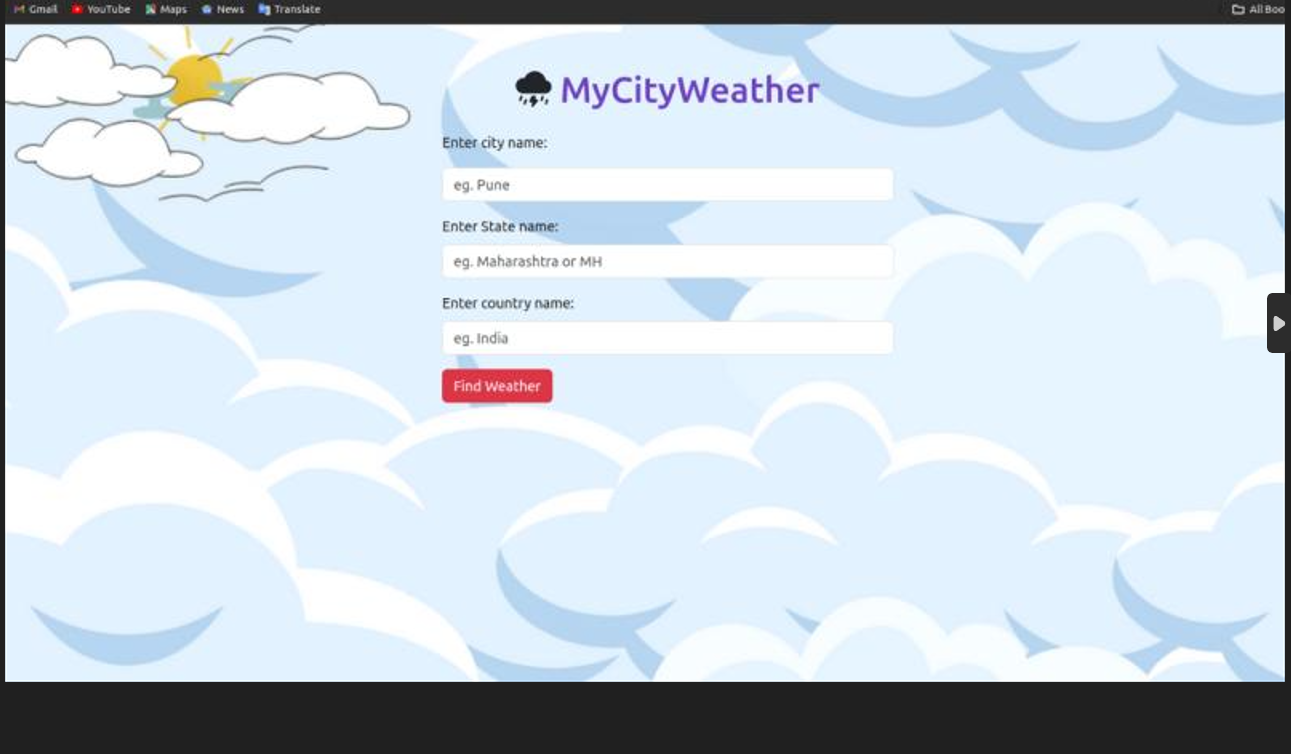 Gmail YouTube Maps News Translate All Boo
MyCityWeather
Enter city name:
eg. Pune
Enter State name:
eg. Maharashtra or MH
Enter country name:
eg. India
Find Weather